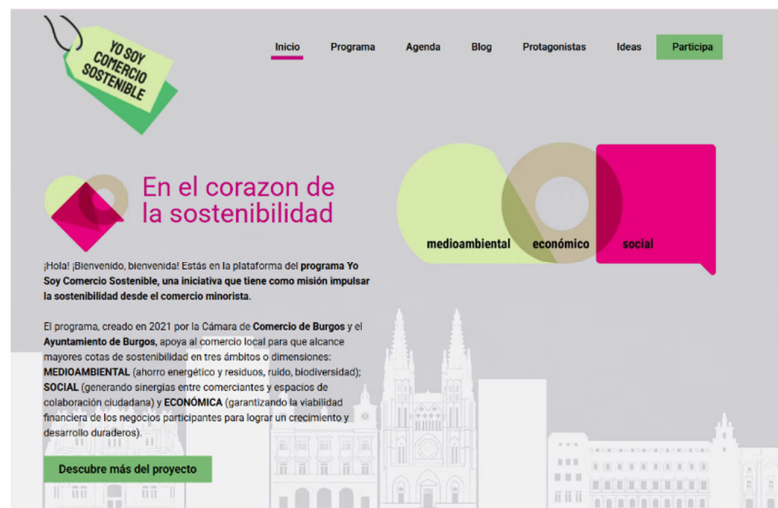 YO SOY
COMERCIO
SOSTENIBLE
Inicio Programa Agenda Blog Protagonistas Ideas Participa
En el corazon de
la sostenibilidad
medioambiental económico social
¡Hola! ¡Bienvenido, bienvenida! Estás en la plataforma del programa Yo
Soy Comercio Sostenible, una iniciativa que tiene como misión impulsar
la sostenibilidad desde el comercio minorista.
El programa, creado en 2021 por la Cámara de Comercio de Burgos y el
Ayuntamiento de Burgos, apoya al comercio local para que alcance
mayores cotas de sostenibilidad en tres ámbitos o dimensiones:
MEDIOAMBIENTAL (ahorro energético y residuos, ruido, biodiversidad);
SOCIAL (generando sinergias entre comerciantes y espacios de
colaboración ciudadana) y ECONÓMICA (garantizando la viabilidad
financiera de los negocios participantes para lograr un crecimiento y
desarrollo duraderos).
Descubre más del proyecto